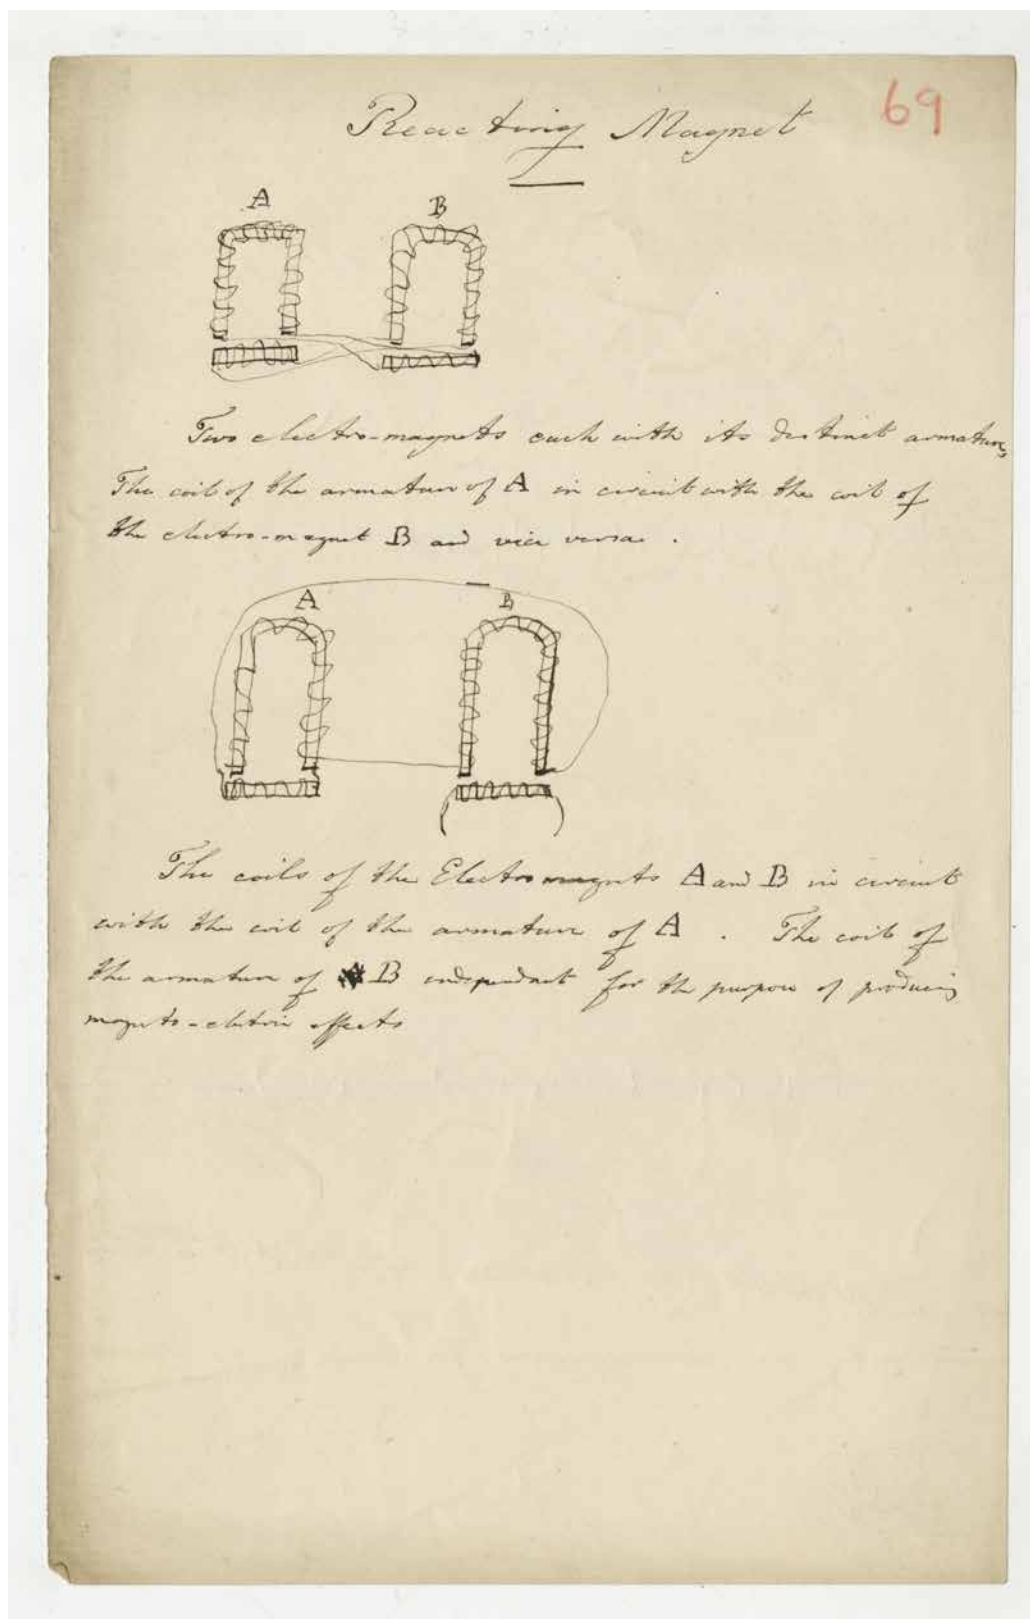 69
Reacting Magnet
A B
Two electro-magnets each with its distinct armature,
The coil of the armature of A in circuit with the coil of
the electro-magnet B and vice versa.
A B
The coils of the Electromagnets A and B in circuit
with the coil of the armature of A. The coil of
the armature of B independant for the purpose of producing
magneto-electric effects